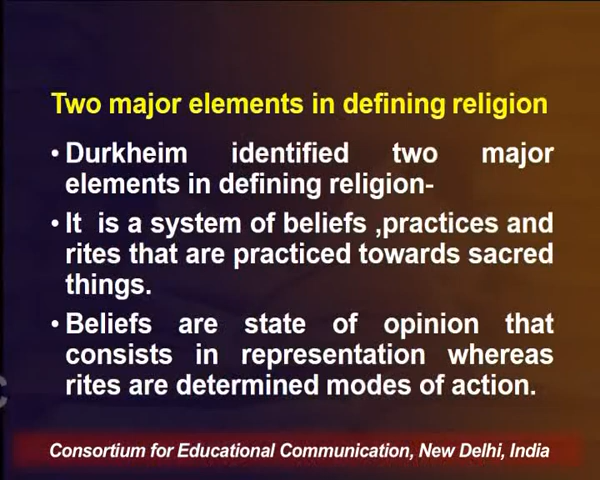 Two major elements in defining religion
• Durkheim identified two major
elements in defining religion-
• It is a system of beliefs ,practices and
rites that are practiced towards sacred
things.
• Beliefs are state of opinion that
consists in representation whereas
rites are determined modes of action.
Consortium for Educational Communication, New Delhi, India